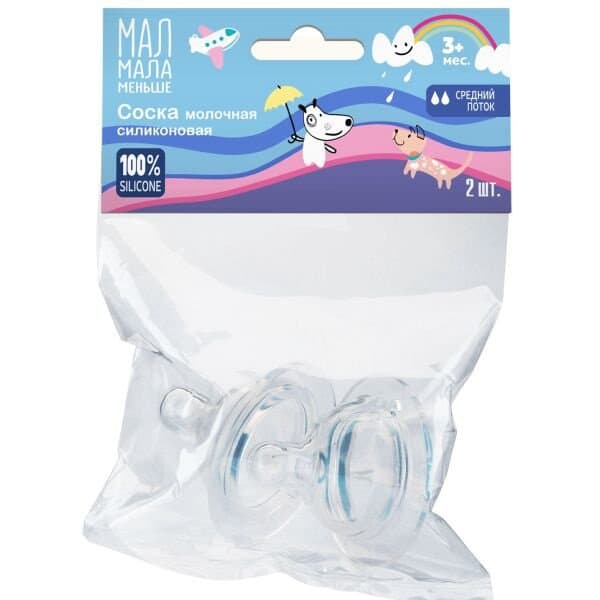 МАЛ
МАЛА
МЕНЬШЕ
3+
мес.
СРЕДНИЙ
ПОТОК
Соска молочная
силиконовая
100%
SILICONE
2 шт.